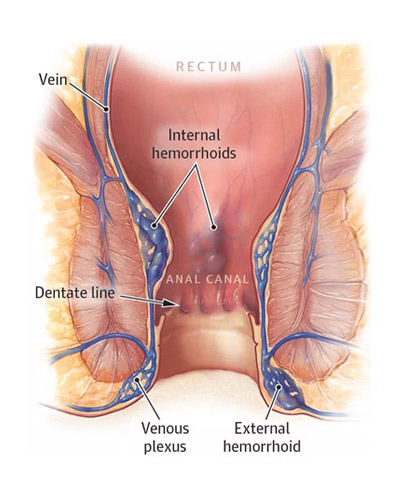 RECTUM
Vein
Internal
hemorrhoids
ANAL CANAL
Dentate line
Venous
plexus
External
hemorrhoid